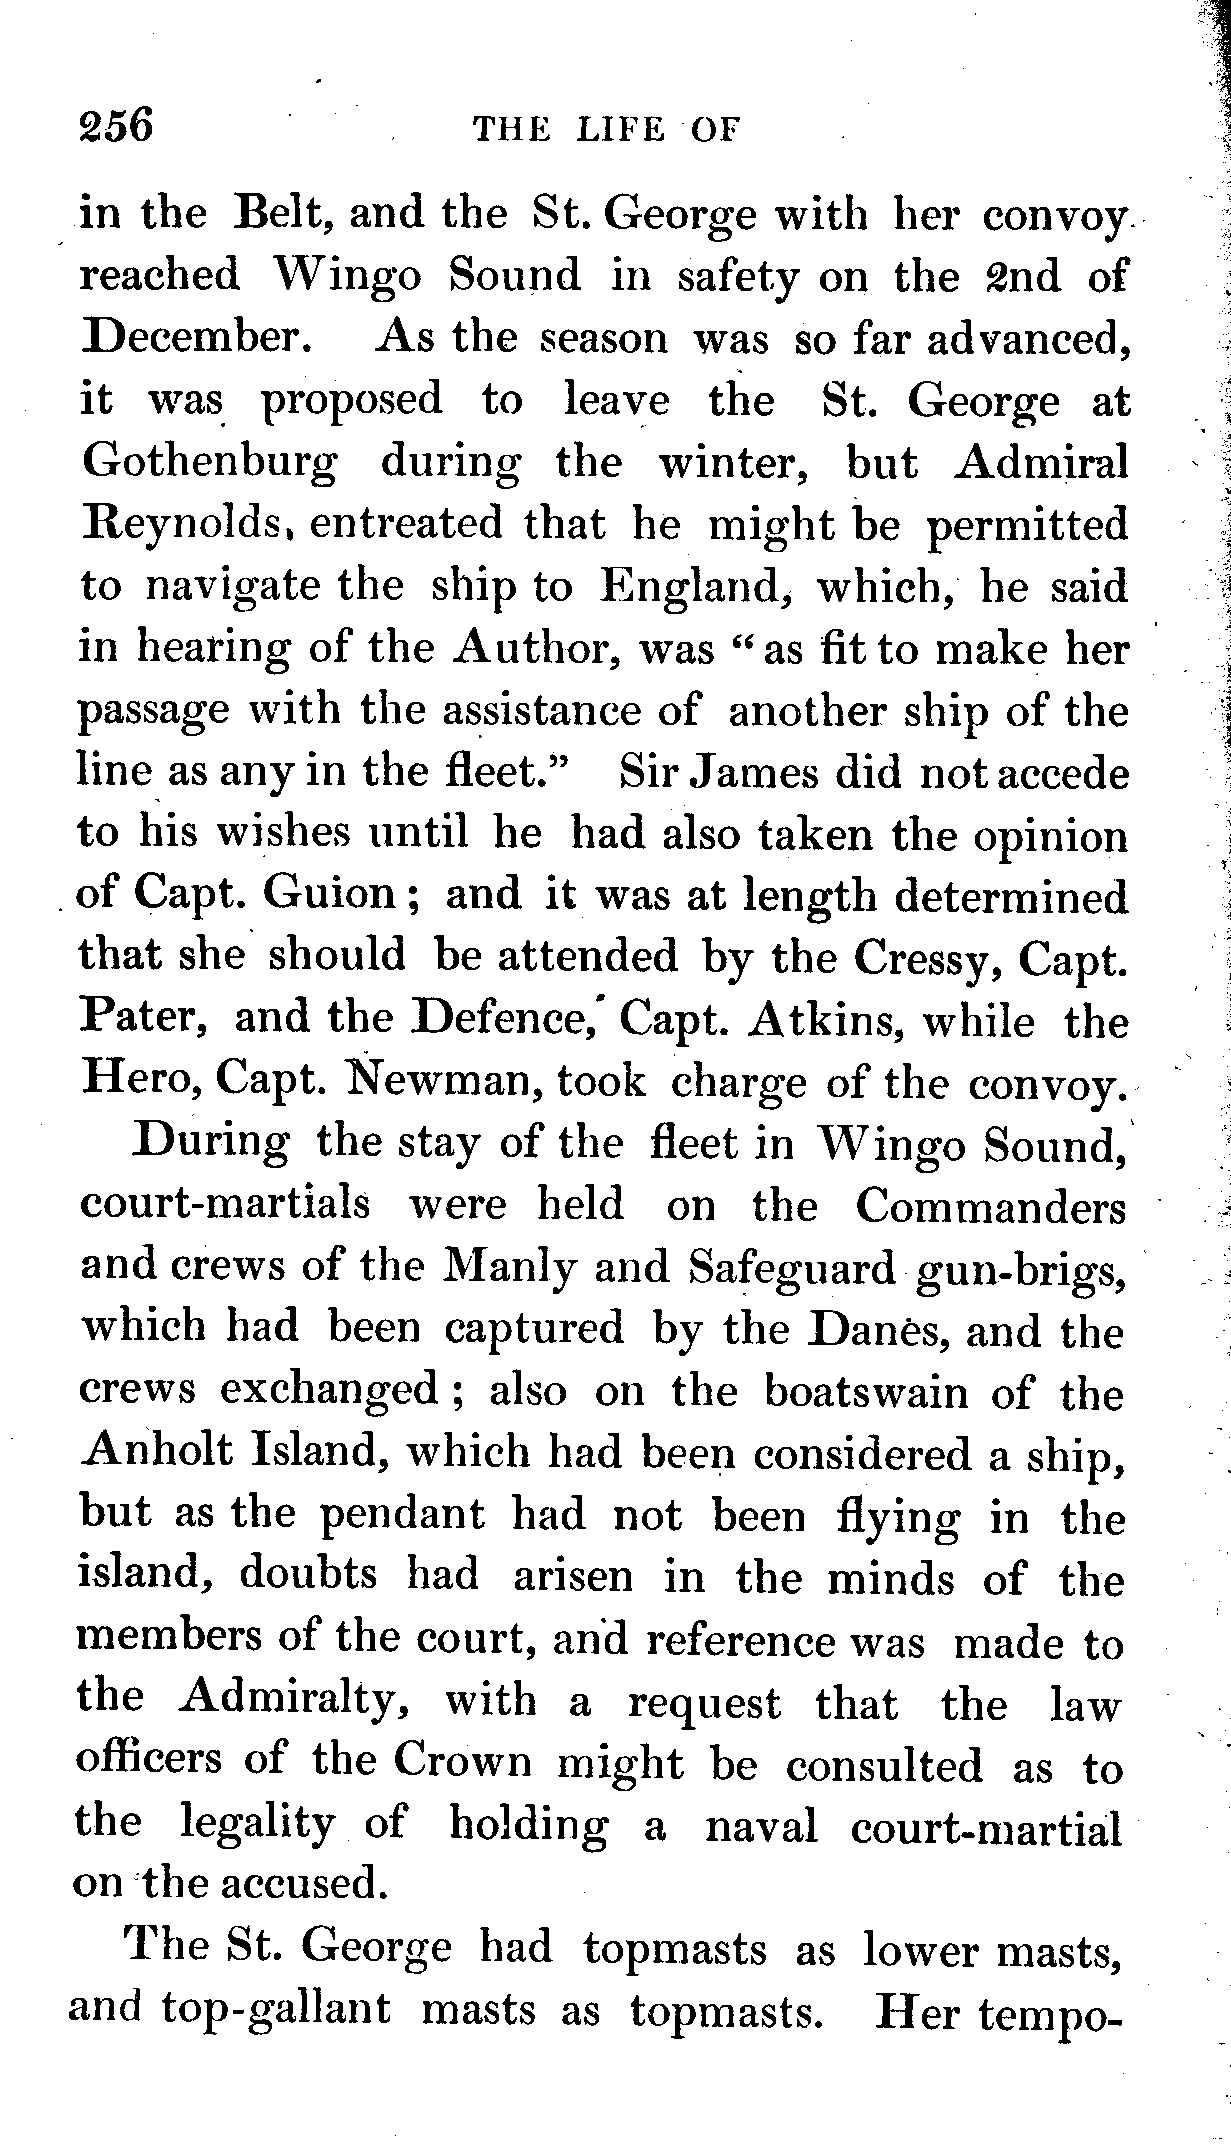 256 THE LIFE OF
in the Belt, and the St. George with her convoy
reached Wingo Sound in safety on the 2nd of
December. As the season was so far advanced,
it was proposed to leave the St. George at
Gothenburg during the winter, but Admiral
Reynolds, entreated that he might be permitted
to navigate the ship to England, which, he said
in hearing of the Author, was “as fit to make her
passage with the assistance of another ship of the
line as any in the fleet.” Sir James did not accede
to his wishes until he had also taken the opinion
of Capt. Guion; and it was at length determined
that she should be attended by the Cressy, Capt.
Pater, and the Defence, Capt. Atkins, while the
Hero, Capt. Newman, took charge of the convoy.
During the stay of the fleet in Wingo Sound,
court-martials were held on the Commanders
and crews of the Manly and Safeguard gun-brigs,
which had been captured by the Danes, and the
crews exchanged; also on the boatswain of the
Anholt Island, which had been considered a ship,
but as the pendant had not been flying in the
island, doubts had arisen in the minds of the
members of the court, and reference was made to
the Admiralty, with a request that the law
officers of the Crown might be consulted as to
the legality of holding a naval court-martial
on the accused.
The St. George had topmasts as lower masts,
and top-gallant masts as topmasts. Her tempo-